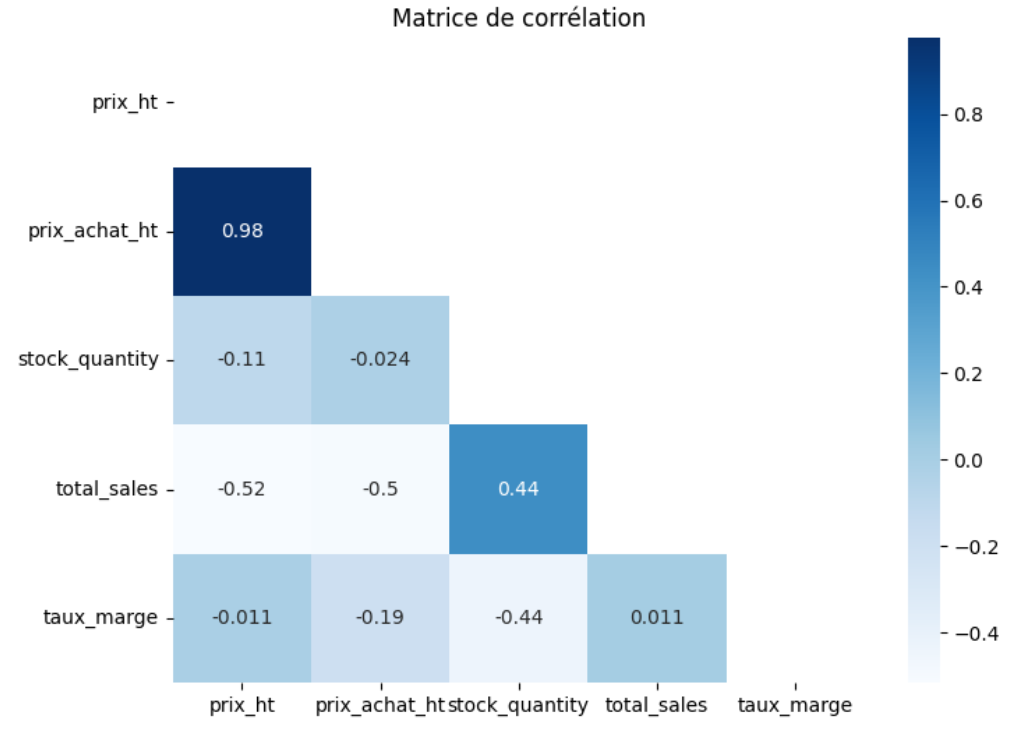 Matrice de corrélation
prix_ht
prix_achat_ht 0.98
stock_quantity -0.11 -0.024
total_sales -0.52 -0.5 0.44
taux_marge -0.011 -0.19 -0.44 0.011
prix_ht prix_achat_ht stock_quantity total_sales taux_marge
0.8
0.6
0.4
0.2
0.0
−0.2
−0.4